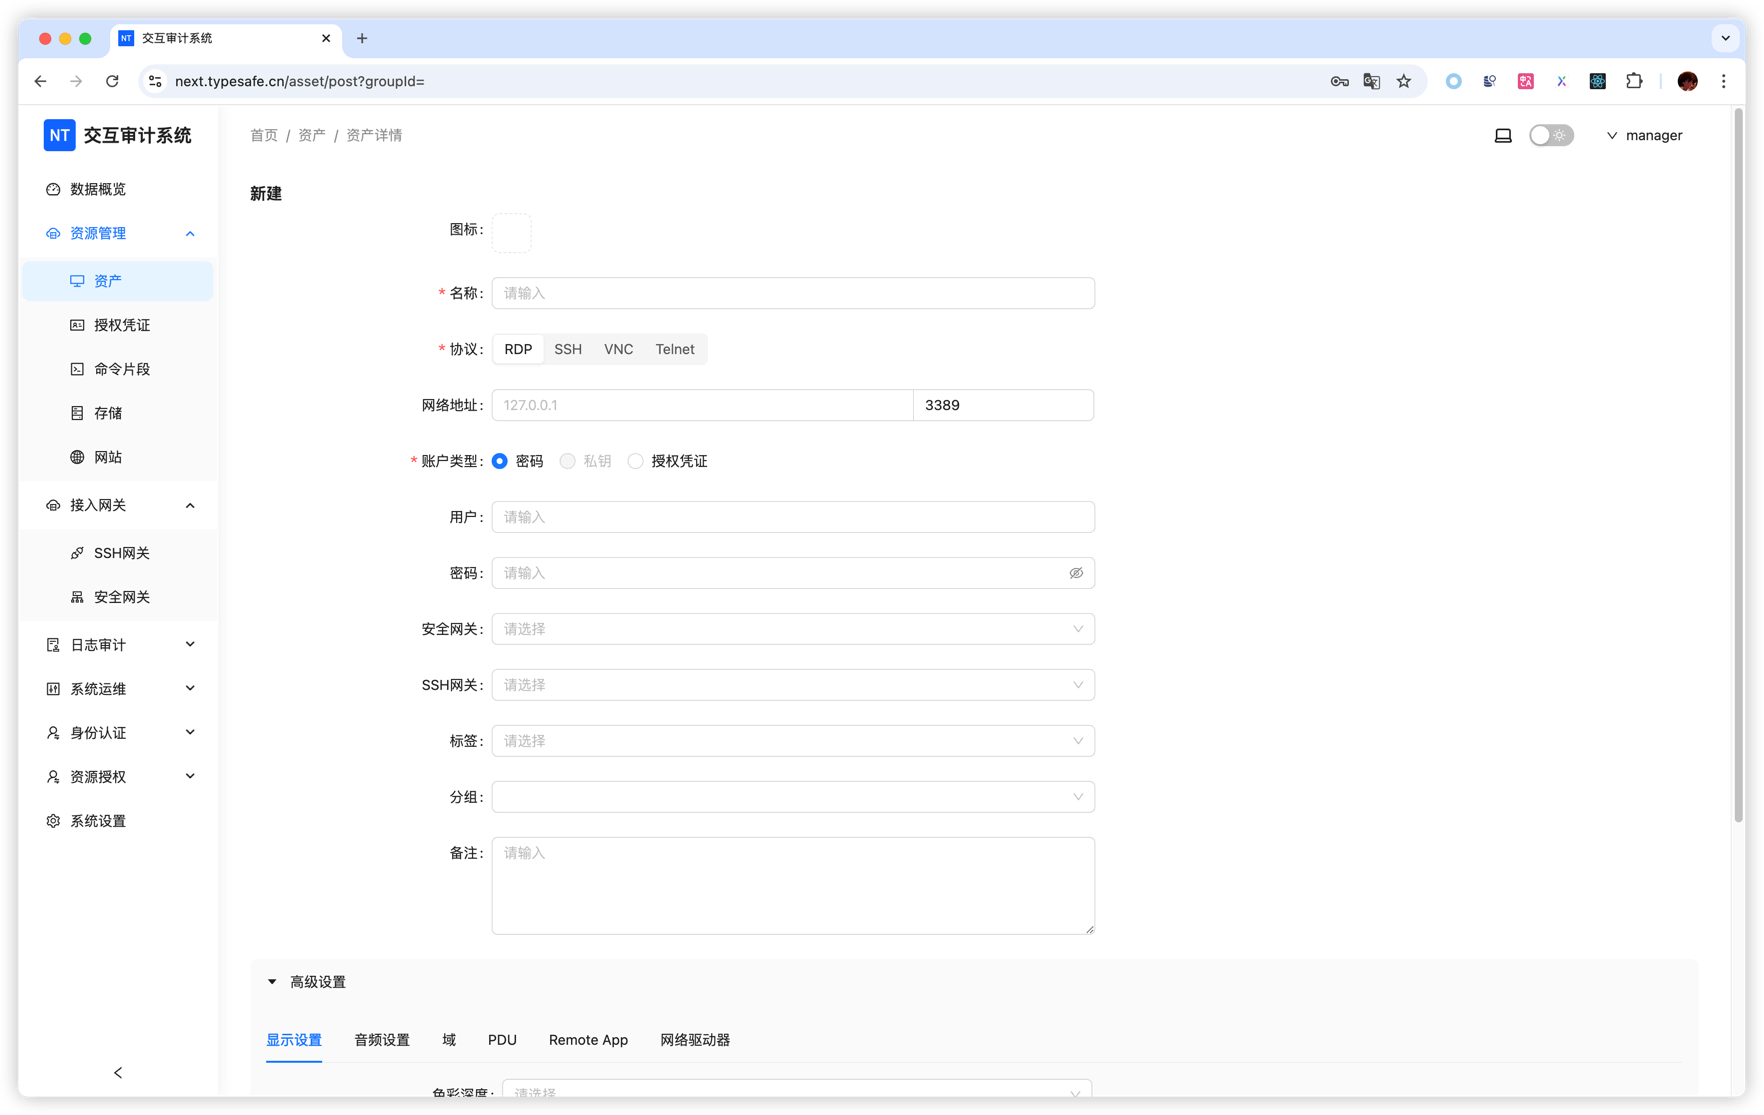 NT 交互审计系统
next.typesafe.cn/asset/post?groupId=
NT 交互审计系统
首页 / 资产 / 资产详情
manager
数据概览
资源管理
资产
授权凭证
命令片段
存储
网站
接入网关
SSH网关
安全网关
日志审计
系统运维
身份认证
资源授权
系统设置
新建
图标:
* 名称: 请输入
* 协议: RDP SSH VNC Telnet
网络地址: 127.0.0.1 3389
* 账户类型: 密码 私钥 授权凭证
用户: 请输入
密码: 请输入
安全网关: 请选择
SSH网关: 请选择
标签: 请选择
分组:
备注: 请输入
高级设置
显示设置 音频设置 域 PDU Remote App 网络驱动器
色彩深度: 请选择